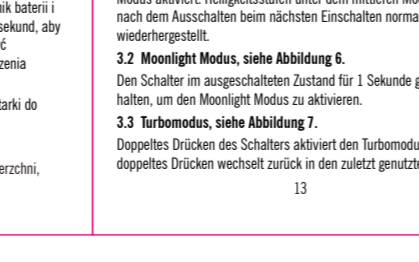 nik baterii i
sekund, aby
ć
zenia
tarki do
erzchni,
Modus aktiviert. Helligkeitsstufen unter dem mittleren Mo
nach dem Ausschalten beim nächsten Einschalten norma
wiederhergestellt.
3.2 Moonlight Modus, siehe Abbildung 6.
Den Schalter im ausgeschalteten Zustand für 1 Sekunde g
halten, um den Moonlight Modus zu aktivieren.
3.3 Turbomodus, siehe Abbildung 7.
Doppeltes Drücken des Schalters aktiviert den Turbomodu
doppeltes Drücken wechselt zurück in den zuletzt genutzte
13